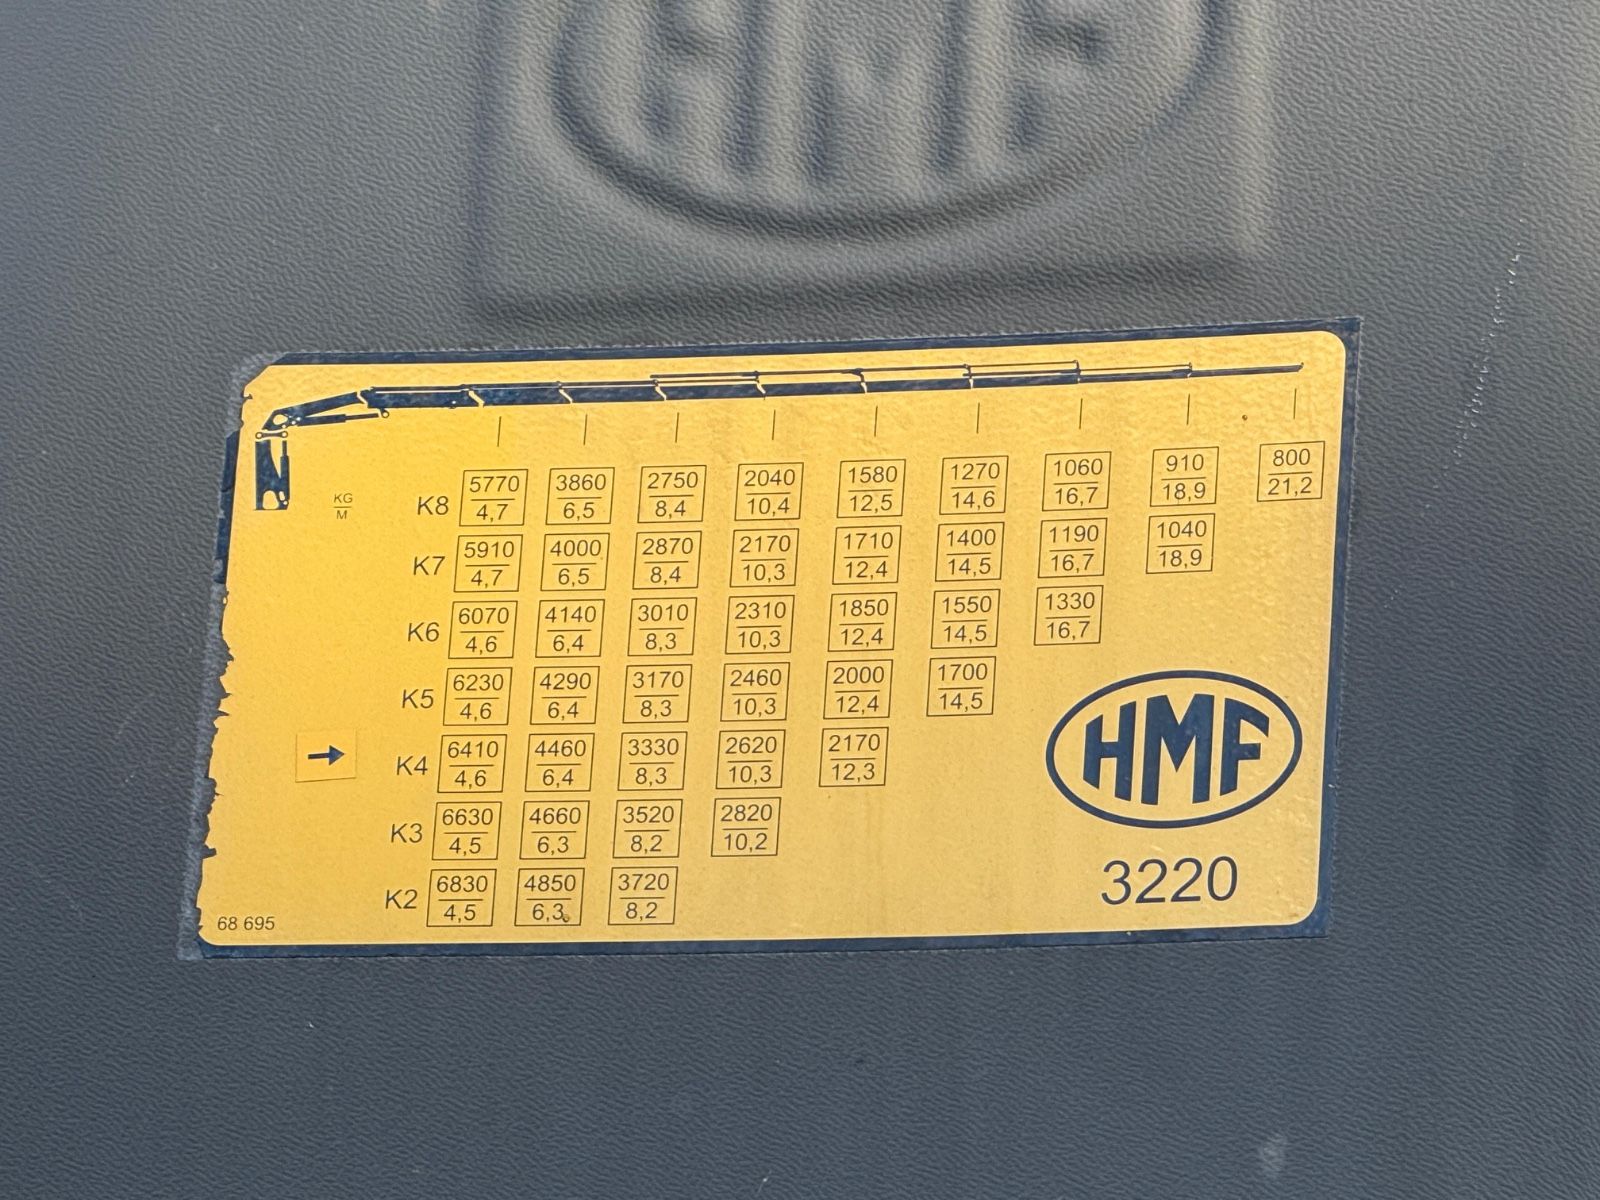 HMF
KG
M
K8 5770 3860 2750 2040 1580 1270 1060 910 800
4,7 6,5 8,4 10,4 12,5 14,6 16,7 18,9 21,2
K7 5910 4000 2870 2170 1710 1400 1190 1040
4,7 6,5 8,4 10,3 12,4 14,5 16,7 18,9
K6 6070 4140 3010 2310 1850 1550 1330
4,6 6,4 8,3 10,3 12,4 14,5 16,7
K5 6230 4290 3170 2460 2000 1700
4,6 6,4 8,3 10,3 12,4 14,5
→ K4 6410 4460 3330 2620 2170
4,6 6,4 8,3 10,3 12,3
K3 6630 4660 3520 2820
4,5 6,3 8,2 10,2
K2 6830 4850 3720
4,5 6,3 8,2
HMF
3220
68 695